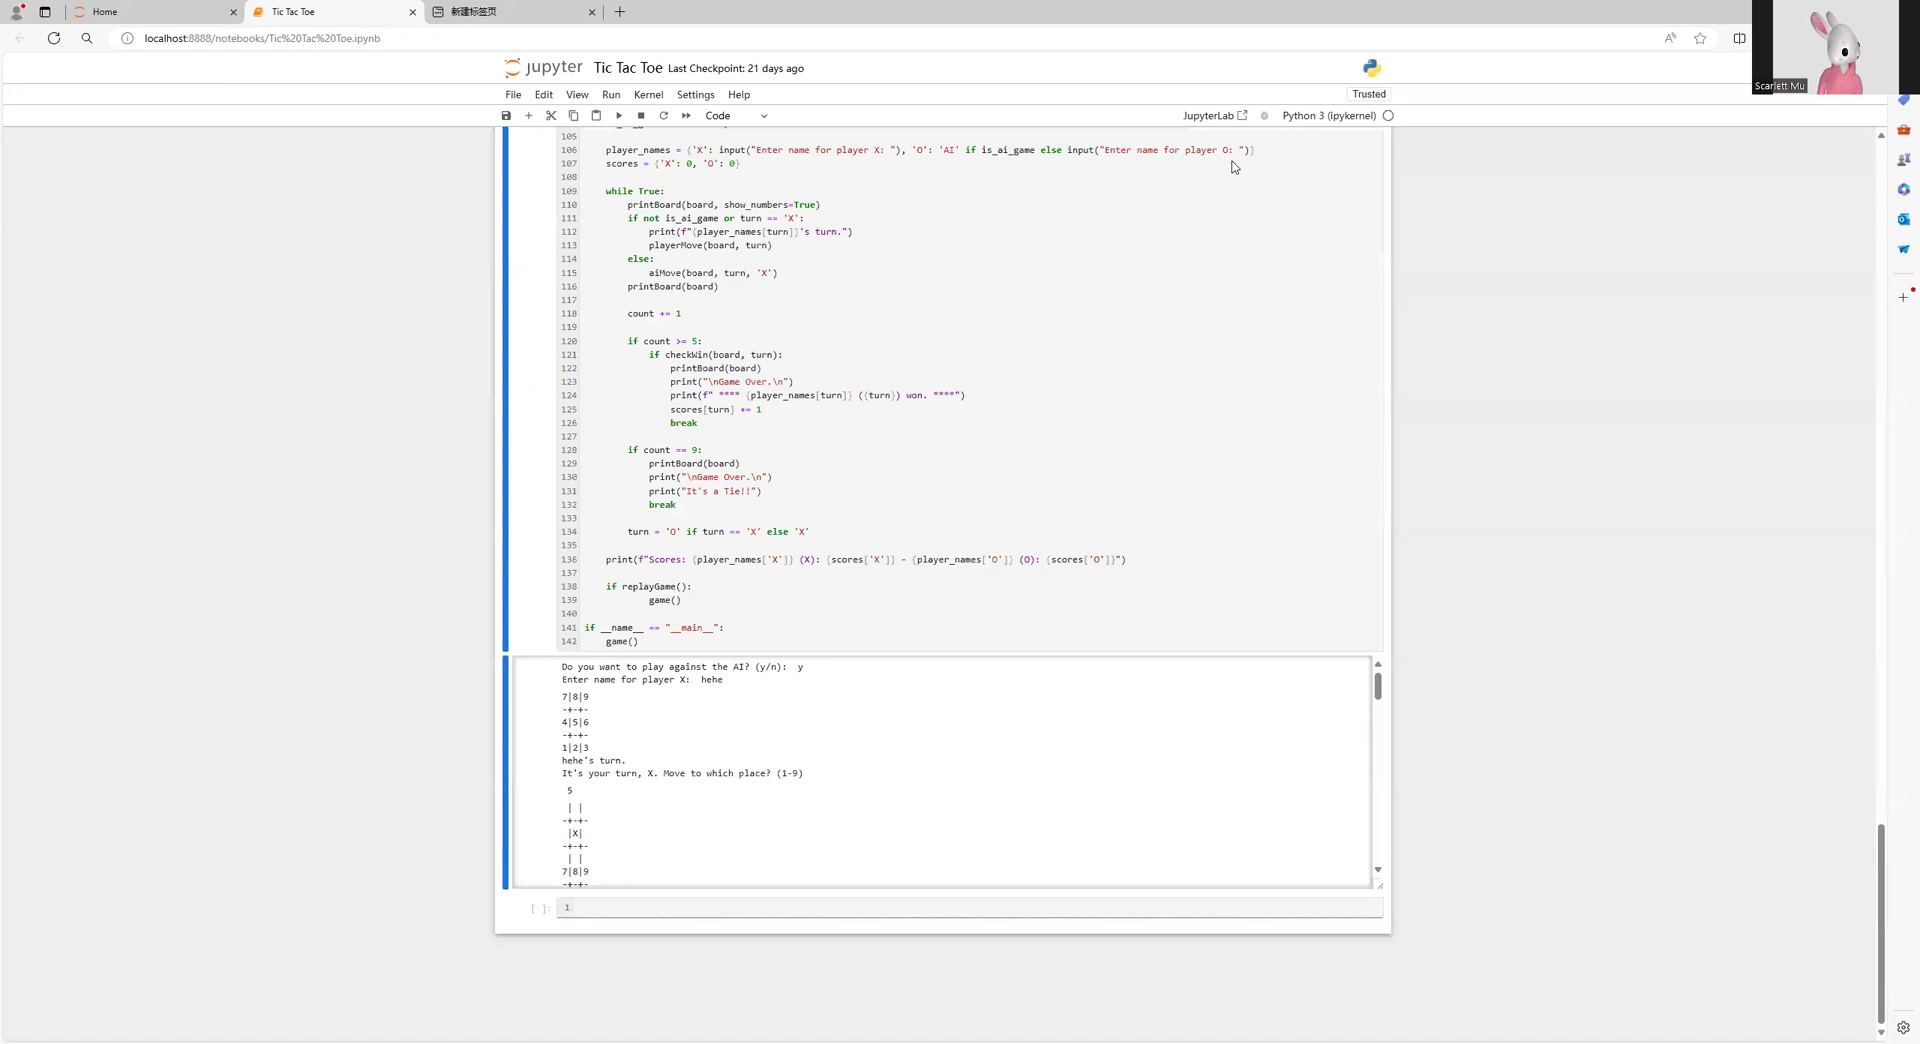 Home
Tic Tac Toe
新建标签页
localhost:8888/notebooks/Tic%20Tac%20Toe.ipynb
Scarlett Mu
jupyter Tic Tac Toe Last Checkpoint: 21 days ago
File Edit View Run Kernel Settings Help
Trusted
Code
JupyterLab
Python 3 (ipykernel)
105
106 player_names = {'X': input("Enter name for player X: "), 'O': 'AI' if is_ai_game else input("Enter name for player O: ")}
107 scores = {'X': 0, 'O': 0}
108
109 while True:
110 printBoard(board, show_numbers=True)
111 if not is_ai_game or turn == 'X':
112 print(f"{player_names[turn]}'s turn.")
113 playerMove(board, turn)
114 else:
115 aiMove(board, turn, 'X')
116 printBoard(board)
117
118 count += 1
119
120 if count >= 5:
121 if checkWin(board, turn):
122 printBoard(board)
123 print("\nGame Over.\n")
124 print(f" **** {player_names[turn]} ({turn}) won. ****")
125 scores[turn] += 1
126 break
127
128 if count == 9:
129 printBoard(board)
130 print("\nGame Over.\n")
131 print("It's a Tie!!")
132 break
133
134 turn = 'O' if turn == 'X' else 'X'
135
136 print(f"Scores: {player_names['X']} (X): {scores['X']} - {player_names['O']} (O): {scores['O']}")
137
138 if replayGame():
139 game()
140
141 if __name__ == "__main__":
142 game()
Do you want to play against the AI? (y/n): y
Enter name for player X: hehe
7|8|9
-+-+-
4|5|6
-+-+-
1|2|3
hehe's turn.
It's your turn, X. Move to which place? (1-9)
5
| |
-+-+-
|X|
-+-+-
| |
7|8|9
-+-+-
[ ]: 1